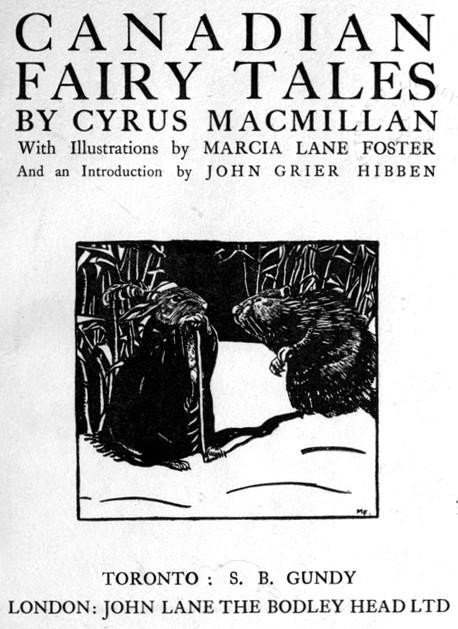 CANADIAN
FAIRY TALES
BY CYRUS MACMILLAN
With Illustrations by MARCIA LANE FOSTER
And an Introduction by JOHN GRIER HIBBEN
MF.
TORONTO : S. B. GUNDY
LONDON: JOHN LANE THE BODLEY HEAD LTD